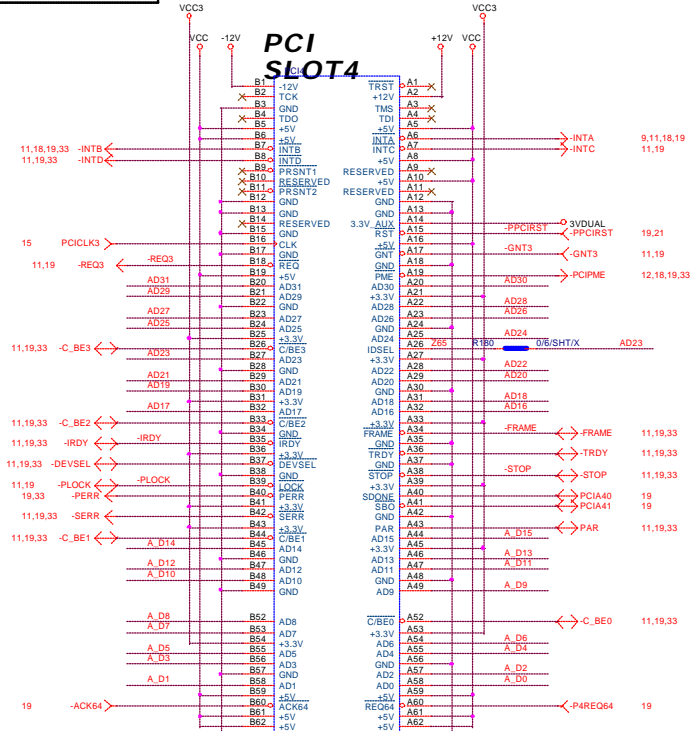 VCC3 VCC3
VCC -12V +12V VCC
PCI
SLOT4
PCI4
B1 -12V TRST A1
B2 TCK +12V A2
B3 GND TMS A3
B4 TDO TDI A4
B5 +5V +5V A5
B6 +5V INTA A6 -INTA 9,11,18,19
11,18,19,33 -INTB B7 INTB INTC A7 -INTC 11,19
11,19,33 -INTD B8 INTD +5V A8
B9 PRSNT1 RESERVED A9
B10 RESERVED +5V A10
B11 PRSNT2 RESERVED A11
B12 GND GND A12
B13 GND GND A13
B14 RESERVED 3.3V_AUX A14 3VDUAL
B15 GND RST A15 -PPCIRST -PPCIRST 19,21
15 PCICLK3 B16 CLK +5V A16
B17 GND GNT A17 -GNT3 -GNT3 11,19
11,19 -REQ3 -REQ3 B18 REQ GND A18
B19 +5V PME A19 -PCIPME 12,18,19,33
AD31 B20 AD31 AD30 A20 AD30
AD29 B21 AD29 +3.3V A21
B22 GND AD28 A22 AD28
AD27 B23 AD27 AD26 A23 AD26
AD25 B24 AD25 GND A24
B25 +3.3V AD24 A25 AD24
11,19,33 -C_BE3 B26 C/BE3 IDSEL A26 Z65 R180 0/6/SHT/X AD23
AD23 B27 AD23 +3.3V A27
B28 GND AD22 A28 AD22
AD21 B29 AD21 AD20 A29 AD20
AD19 B30 AD19 GND A30
B31 +3.3V AD18 A31 AD18
AD17 B32 AD17 AD16 A32 AD16
11,19,33 -C_BE2 B33 C/BE2 +3.3V A33
B34 GND FRAME A34 -FRAME -FRAME 11,19,33
11,19,33 -IRDY -IRDY B35 IRDY GND A35
B36 +3.3V TRDY A36 -TRDY 11,19,33
11,19,33 -DEVSEL B37 DEVSEL GND A37
B38 GND STOP A38 -STOP -STOP 11,19,33
11,19 -PLOCK -PLOCK B39 LOCK +3.3V A39
19,33 -PERR B40 PERR SDONE A40 PCIA40 19
B41 +3.3V SBO A41 PCIA41 19
11,19,33 -SERR B42 SERR GND A42
B43 +3.3V PAR A43 PAR 11,19,33
11,19,33 -C_BE1 B44 C/BE1 AD15 A44 A_D15
A_D14 B45 AD14 +3.3V A45
B46 GND AD13 A46 A_D13
A_D12 B47 AD12 AD11 A47 A_D11
A_D10 B48 AD10 GND A48
B49 GND AD9 A49 A_D9
A_D8 B52 AD8 C/BE0 A52 -C_BE0 11,19,33
A_D7 B53 AD7 +3.3V A53
B54 +3.3V AD6 A54 A_D6
A_D5 B55 AD5 AD4 A55 A_D4
A_D3 B56 AD3 GND A56
B57 GND AD2 A57 A_D2
A_D1 B58 AD1 AD0 A58 A_D0
B59 +5V +5V A59
19 -ACK64 B60 ACK64 REQ64 A60 -P4REQ64 19
B61 +5V +5V A61
B62 +5V +5V A62